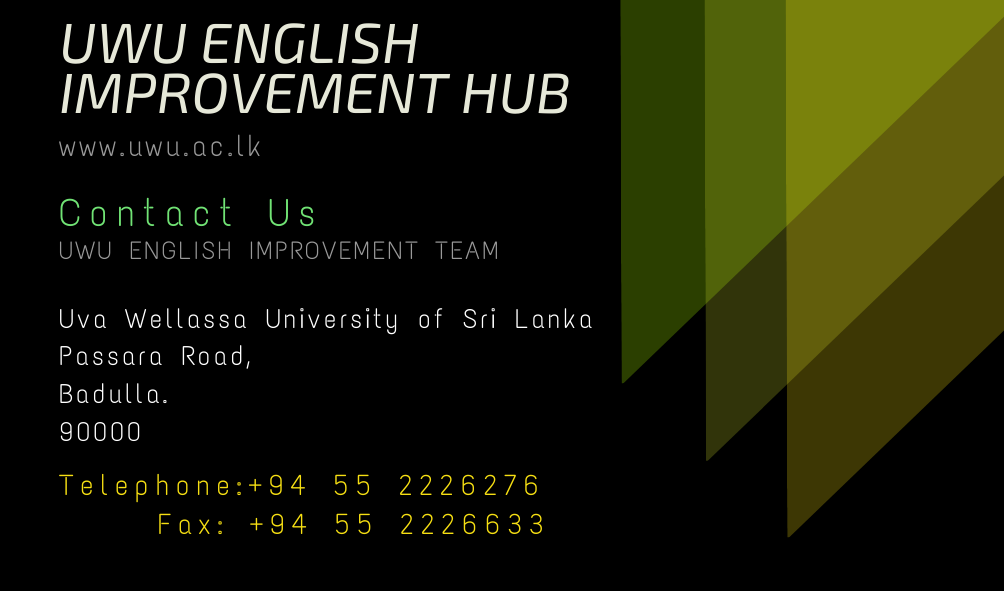 UWU ENGLISH
IMPROVEMENT HUB
www.uwu.ac.lk
Contact Us
UWU ENGLISH IMPROVEMENT TEAM
Uva Wellassa University of Sri Lanka
Passara Road,
Badulla.
90000
Telephone:+94 55 2226276
Fax: +94 55 2226633